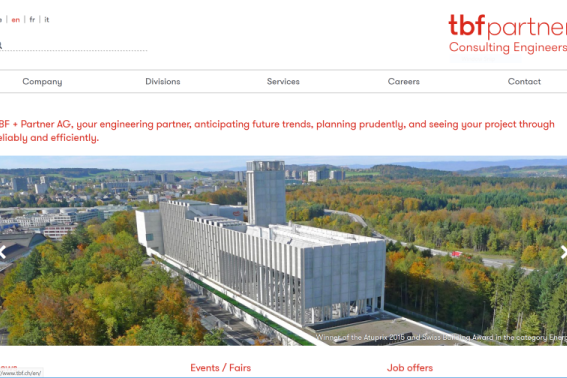 | en | fr | it
tbfpartner
Consulting Engineers
Company Divisions Services Careers Contact
BF + Partner AG, your engineering partner, anticipating future trends, planning prudently, and seeing your project through
eliably and efficiently.
Winner of the Atuprix 2015 and Swiss Building Award in the category Energ
Events / Fairs Job offers
/www.tbf.ch/en/